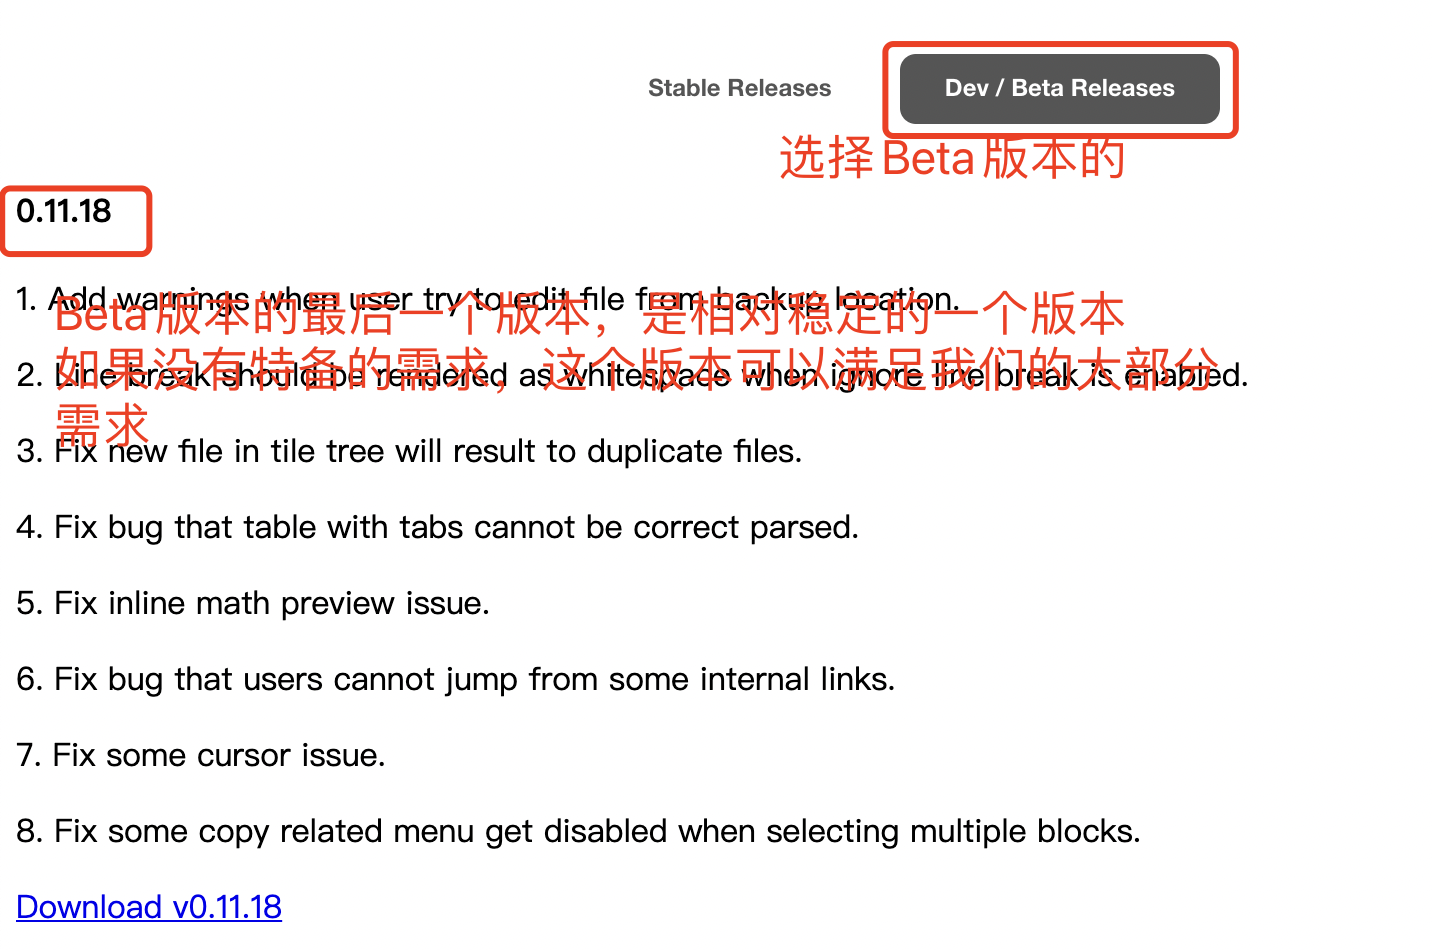 Stable Releases
Dev / Beta Releases
选择Beta版本的
0.11.18
1. Add warnings when user try to edit file from backup location.
Beta版本的最后一个版本，是相对稳定的一个版本
如果没有特备的需求，这个版本可以满足我们的大部分
需求
2. Line break should be rendered as whitespace when ignore line break is enabled.
3. Fix new file in tile tree will result to duplicate files.
4. Fix bug that table with tabs cannot be correct parsed.
5. Fix inline math preview issue.
6. Fix bug that users cannot jump from some internal links.
7. Fix some cursor issue.
8. Fix some copy related menu get disabled when selecting multiple blocks.
Download v0.11.18